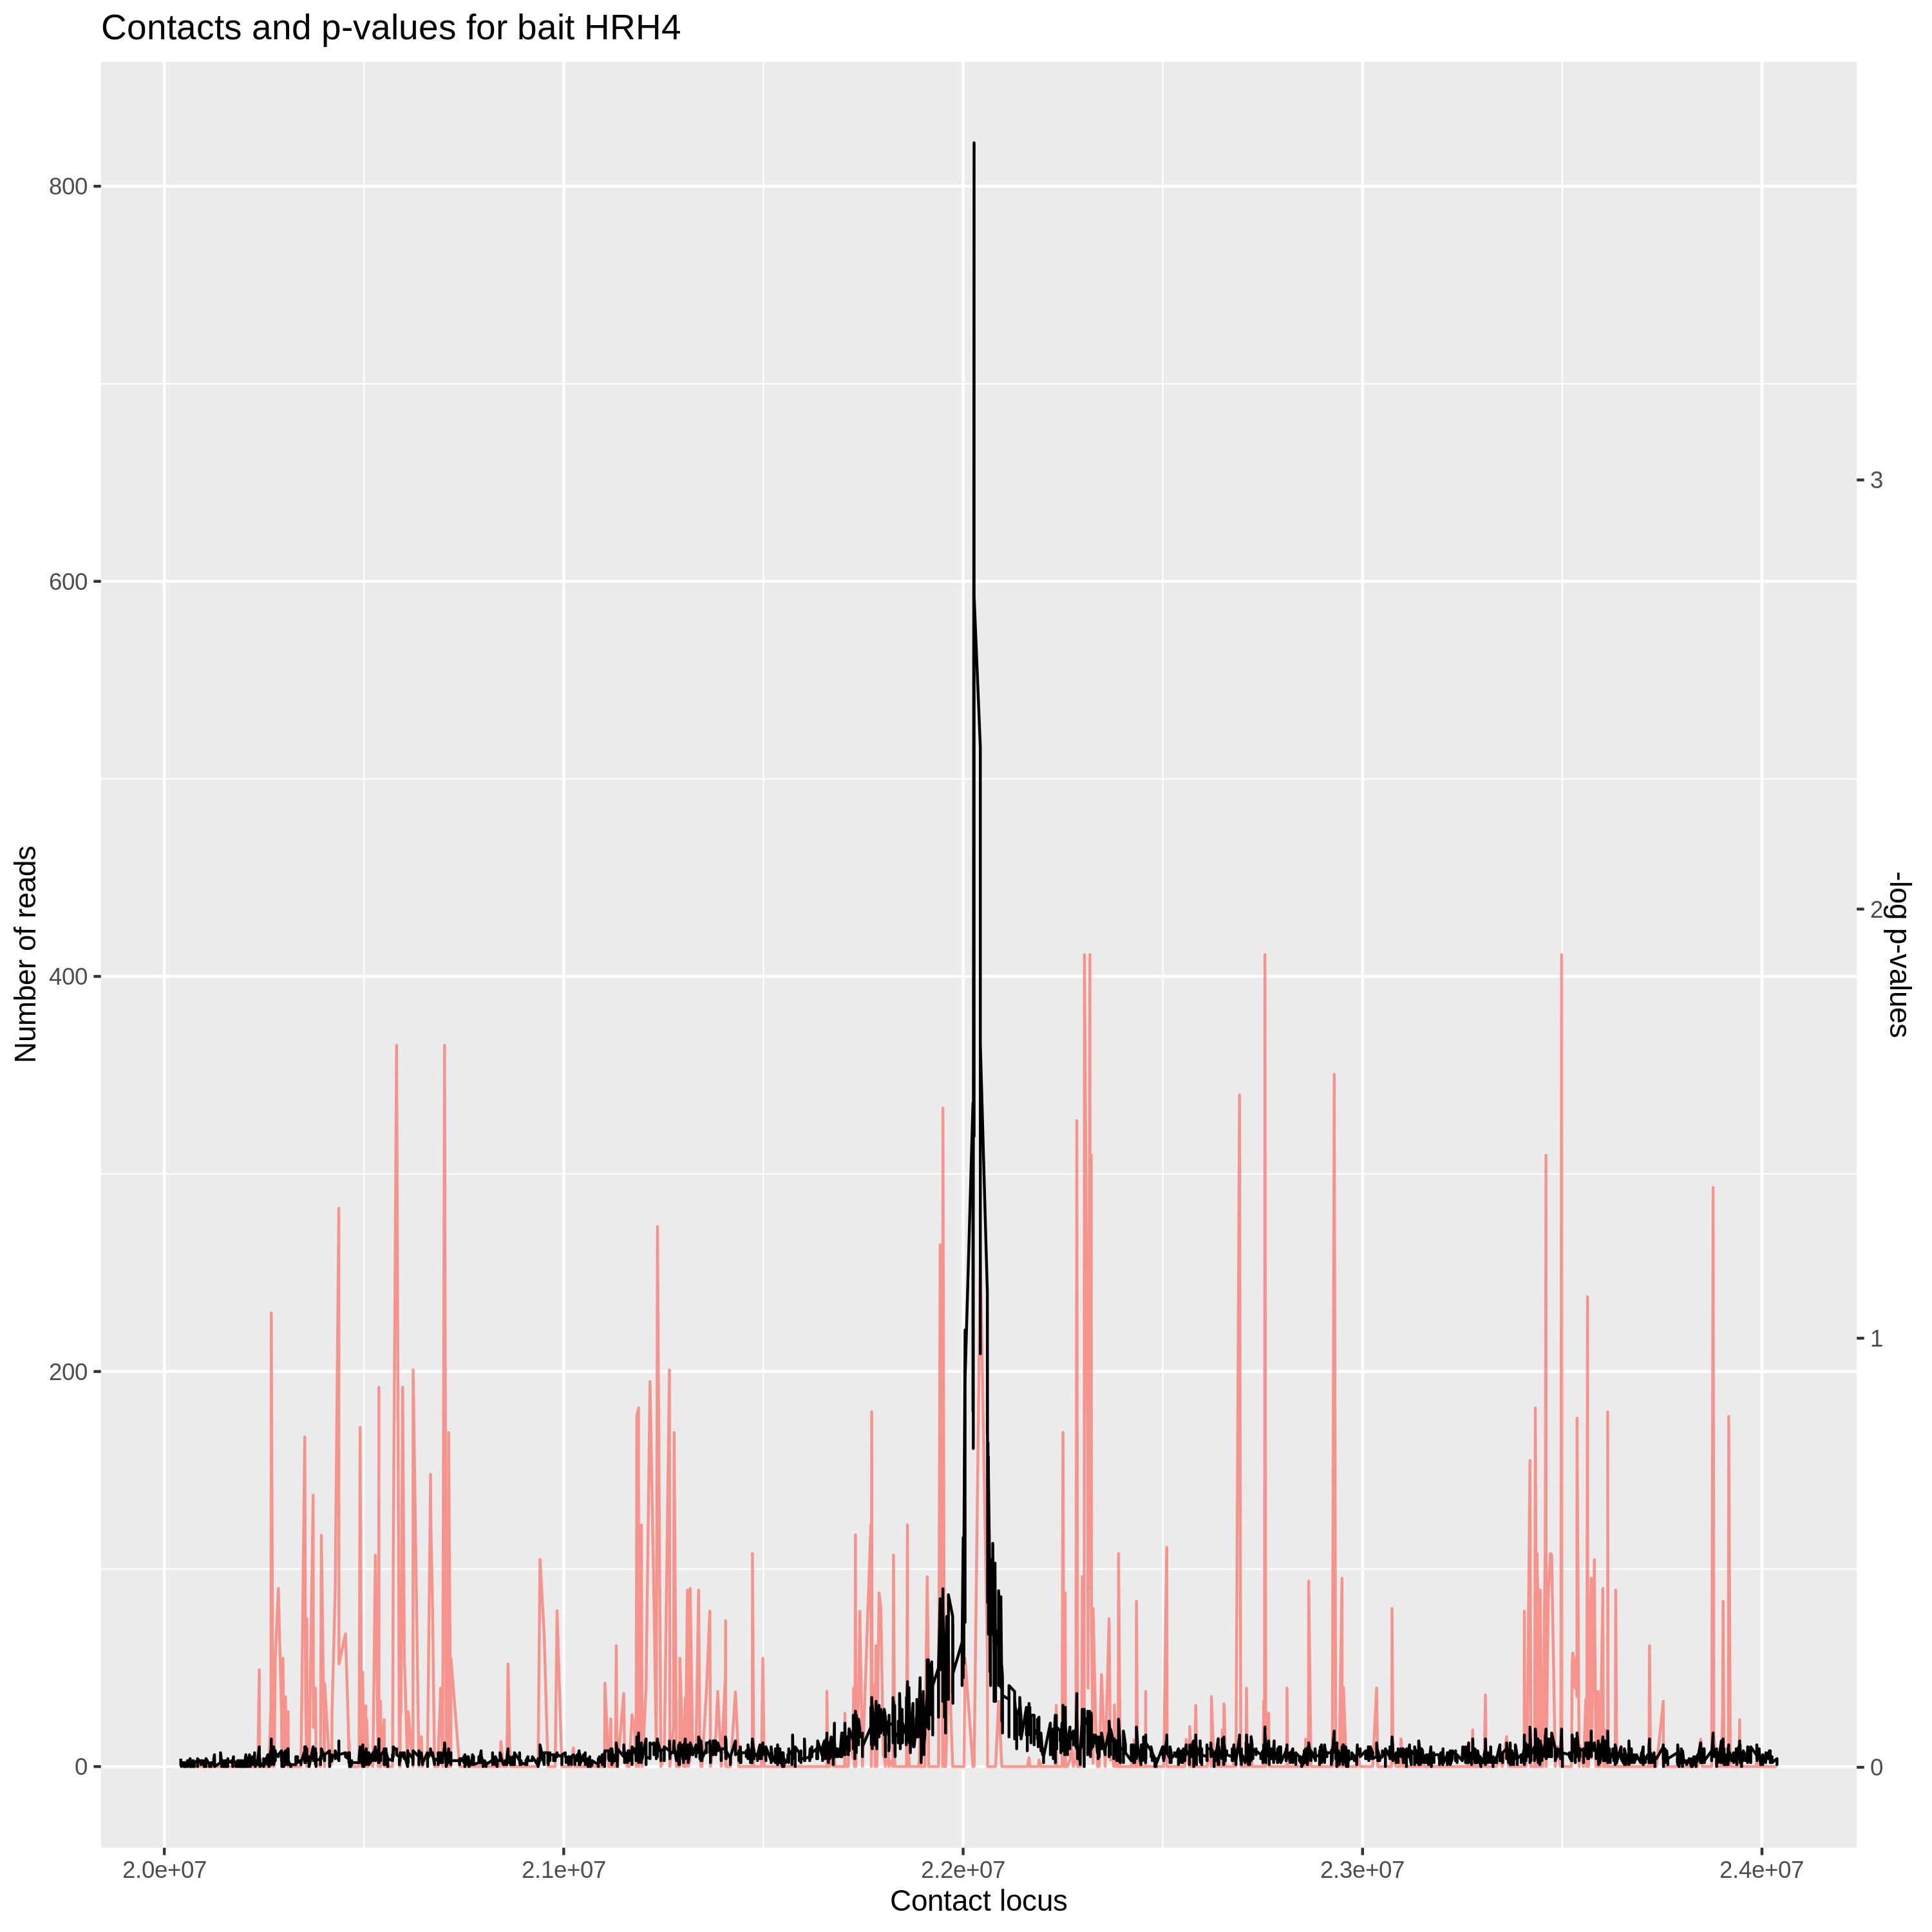 Contacts and p-values for bait HRH4
800
600
400
200
0
Number of reads
3
2
1
0
-log p-values
2.0e+07
2.1e+07
2.2e+07
2.3e+07
2.4e+07
Contact locus